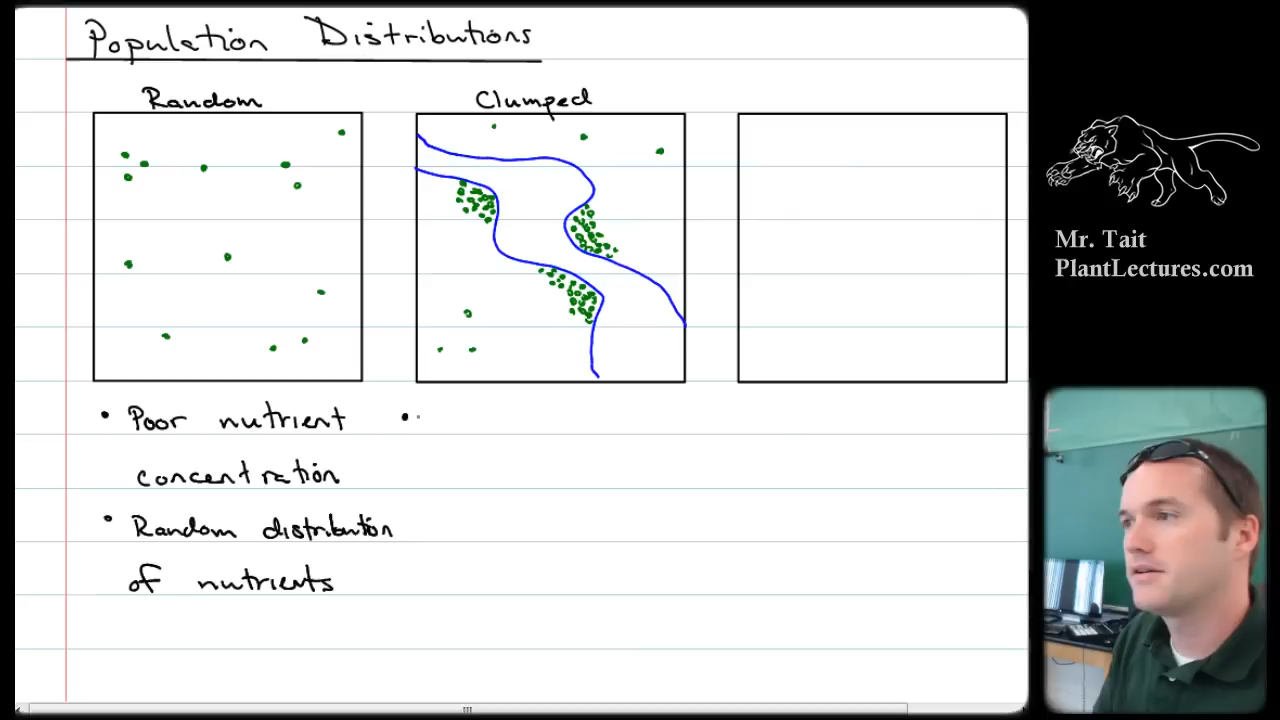 Population Distributions
Random
Clumped
• Poor nutrient
concentration
• Random distribution
of nutrients
•
Mr. Tait
PlantLectures.com